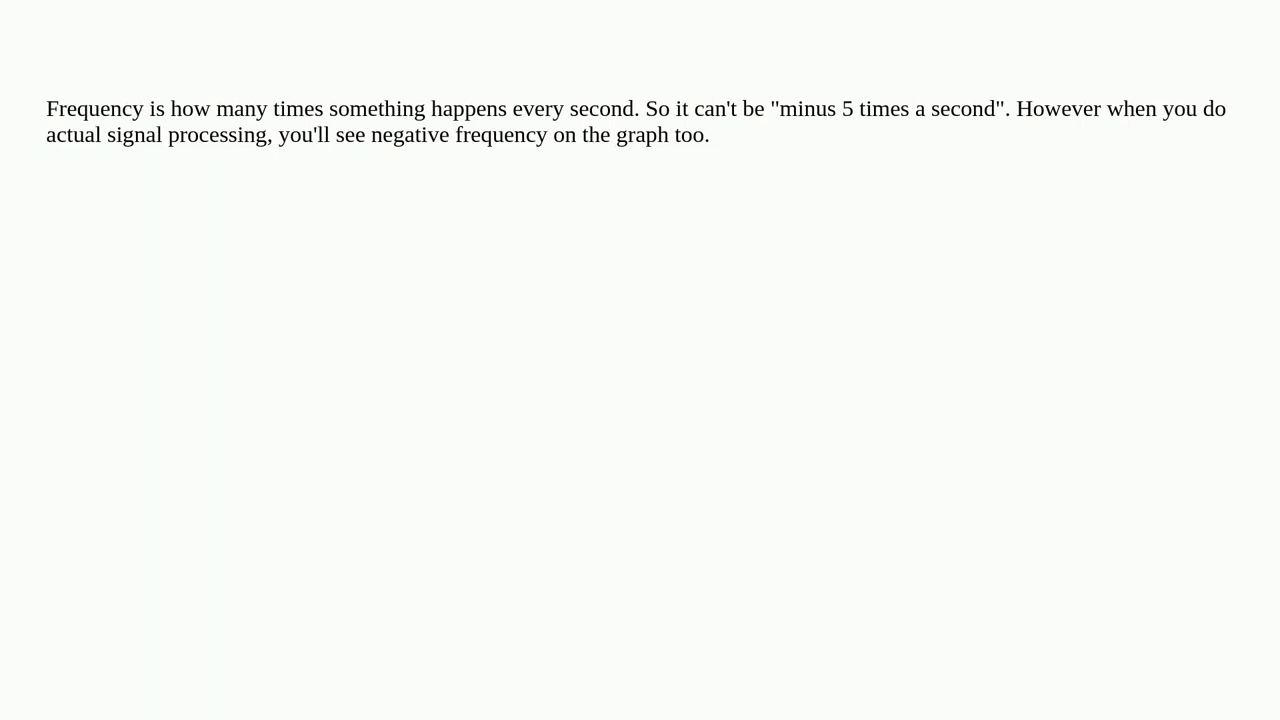 Frequency is how many times something happens every second. So it can't be "minus 5 times a second". However when you do
actual signal processing, you'll see negative frequency on the graph too.